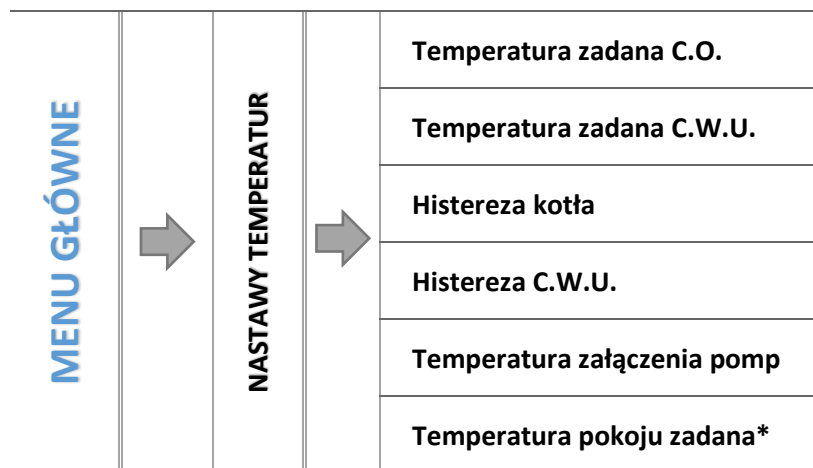 MENU GŁÓWNE
NASTAWY TEMPERATUR
Temperatura zadana C.O.
Temperatura zadana C.W.U.
Histereza kotła
Histereza C.W.U.
Temperatura załączenia pomp
Temperatura pokoju zadana*